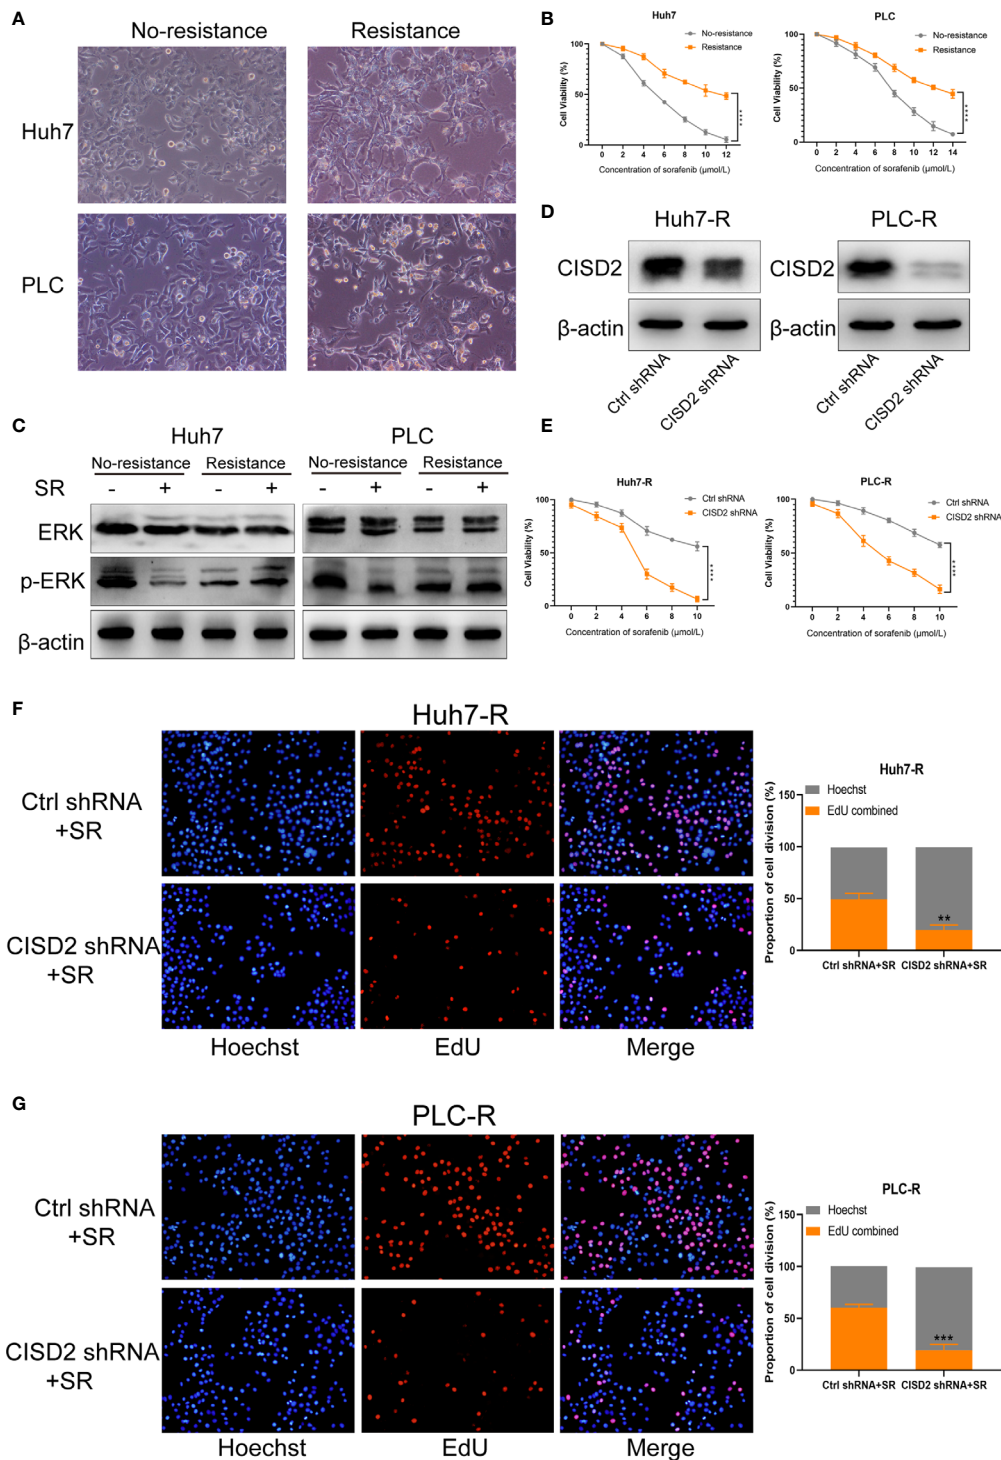 A
No-resistance
Resistance
Huh7
PLC
B
Huh7
No-resistance
Resistance
Cell Viability (%)
100
50
0
0 2 4 6 8 10 12
Concentration of sorafenib (μmol/L)
****
PLC
No-resistance
Resistance
Cell Viability (%)
100
50
0
0 2 4 6 8 10 12 14
Concentration of sorafenib (μmol/L)
****
D
Huh7-R
PLC-R
CISD2
CISD2
β-actin
β-actin
Ctrl shRNA
CISD2 shRNA
Ctrl shRNA
CISD2 shRNA
C
Huh7
PLC
No-resistance
Resistance
No-resistance
Resistance
SR
- + - +
- + - +
ERK
p-ERK
β-actin
E
Huh7-R
Ctrl shRNA
CISD2 shRNA
Cell Viability (%)
100
50
0
0 2 4 6 8 10
Concentration of sorafenib (μmol/L)
****
PLC-R
Ctrl shRNA
CISD2 shRNA
Cell Viability (%)
100
50
0
0 2 4 6 8 10
Concentration of sorafenib (μmol/L)
****
F
Huh7-R
Ctrl shRNA
+SR
CISD2 shRNA
+SR
Hoechst
EdU
Merge
Huh7-R
Hoechst
EdU combined
Proportion of cell division (%)
150
100
50
0
**
Ctrl shRNA+SR
CISD2 shRNA+SR
G
PLC-R
Ctrl shRNA
+SR
CISD2 shRNA
+SR
Hoechst
EdU
Merge
PLC-R
Hoechst
EdU combined
Proportion of cell division (%)
150
100
50
0
***
Ctrl shRNA+SR
CISD2 shRNA+SR